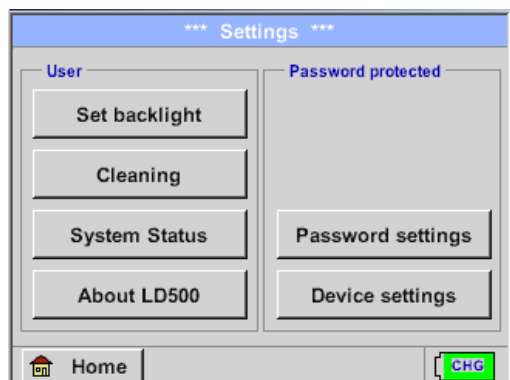 *** Settings ***
User
Set backlight
Cleaning
System Status
About LD500
Password protected
Password settings
Device settings
Home
CHG